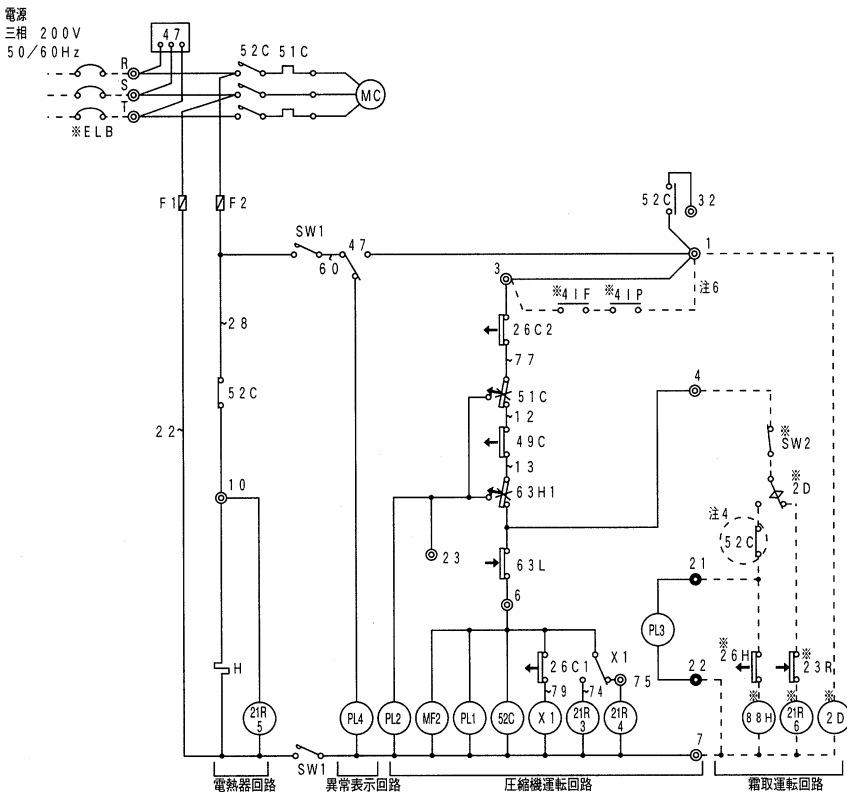 電源
三相 200V
50/60Hz
47
R
S
T
52C 51C
MC
※ELB
F1
F2
52C
32
SW1
47
60
1
3
※41F
※41P
注6
26C2
28
77
51C
4
52C
12
22
49C
※SW2
13
10
63H1
※2D
注4
52C
23
63L
21
6
PL3
X1
※26H
※23R
H
26C1
22
79
74
75
21R
5
PL4
PL2
MF2
PL1
52C
X1
21R
3
21R
4
※
88H
※
21R
6
※
2D
7
SW1
電熱器回路
異常表示回路
圧縮機運転回路
霜取運転回路